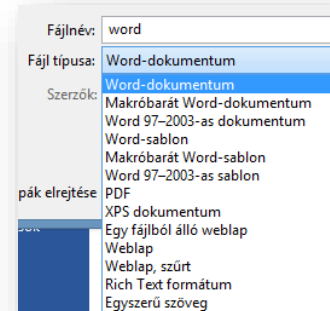 Fájlnév: word
Fájl típusa: Word-dokumentum
Szerzők:
Word-dokumentum
Makróbarát Word-dokumentum
Word 97–2003-as dokumentum
Word-sablon
Makróbarát Word-sablon
Word 97–2003-as sablon
pák elrejtése
PDF
XPS dokumentum
Egy fájlból álló weblap
Weblap
Weblap, szűrt
Rich Text formátum
Egyszerű szöveg